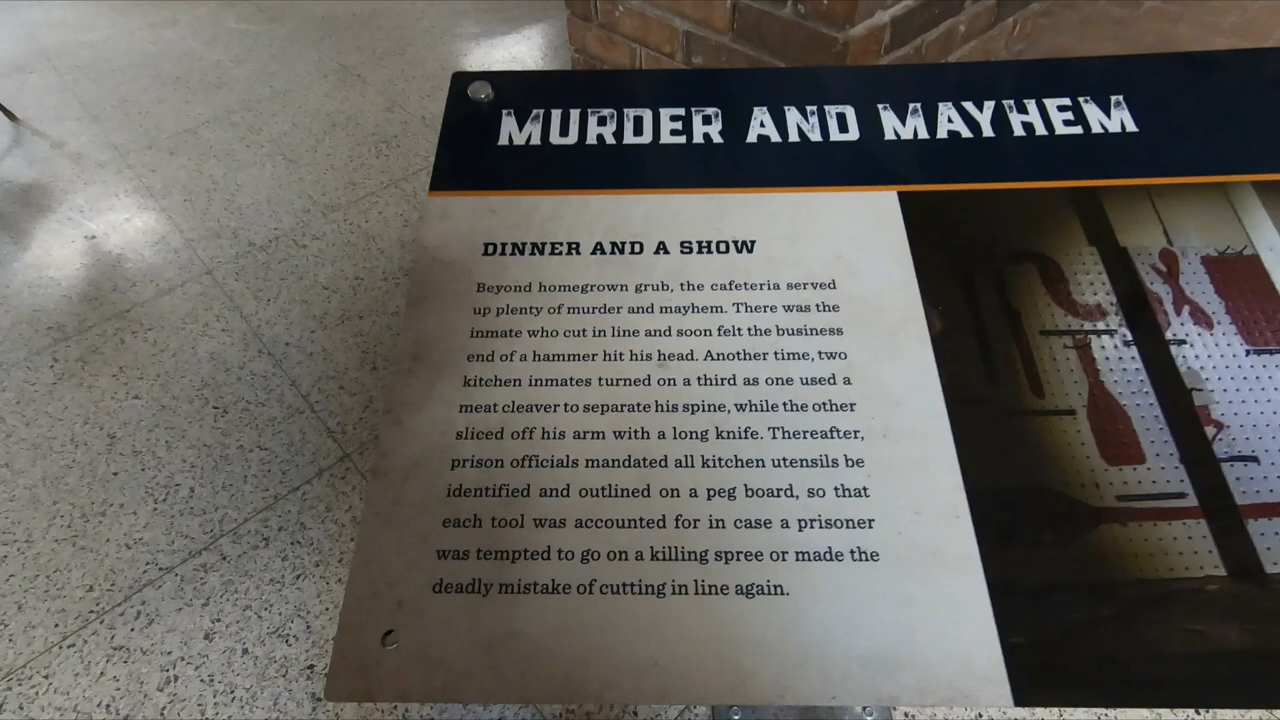 MURDER AND MAYHEM
DINNER AND A SHOW
Beyond homegrown grub, the cafeteria served
up plenty of murder and mayhem. There was the
inmate who cut in line and soon felt the business
end of a hammer hit his head. Another time, two
kitchen inmates turned on a third as one used a
meat cleaver to separate his spine, while the other
sliced off his arm with a long knife. Thereafter,
prison officials mandated all kitchen utensils be
identified and outlined on a peg board, so that
each tool was accounted for in case a prisoner
was tempted to go on a killing spree or made the
deadly mistake of cutting in line again.